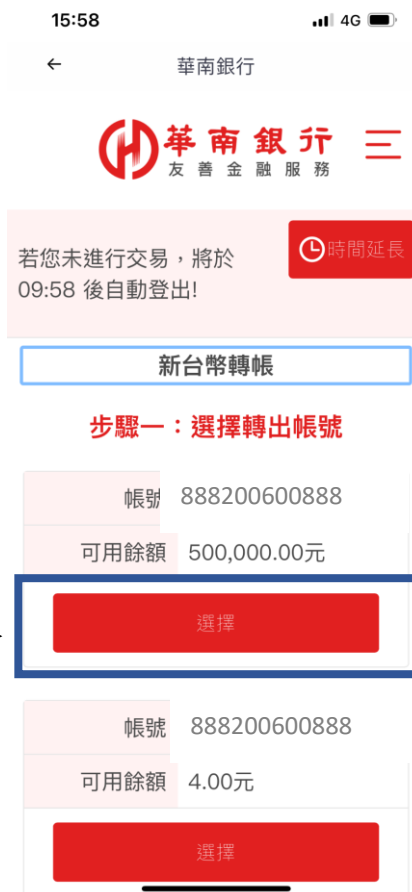 15:58
4G
華南銀行
華南銀行
友善金融服務
若您未進行交易，將於
09:58 後自動登出!
時間延長
新台幣轉帳
步驟一：選擇轉出帳號
帳號 888200600888
可用餘額 500,000.00元
選擇
帳號 888200600888
可用餘額 4.00元
選擇